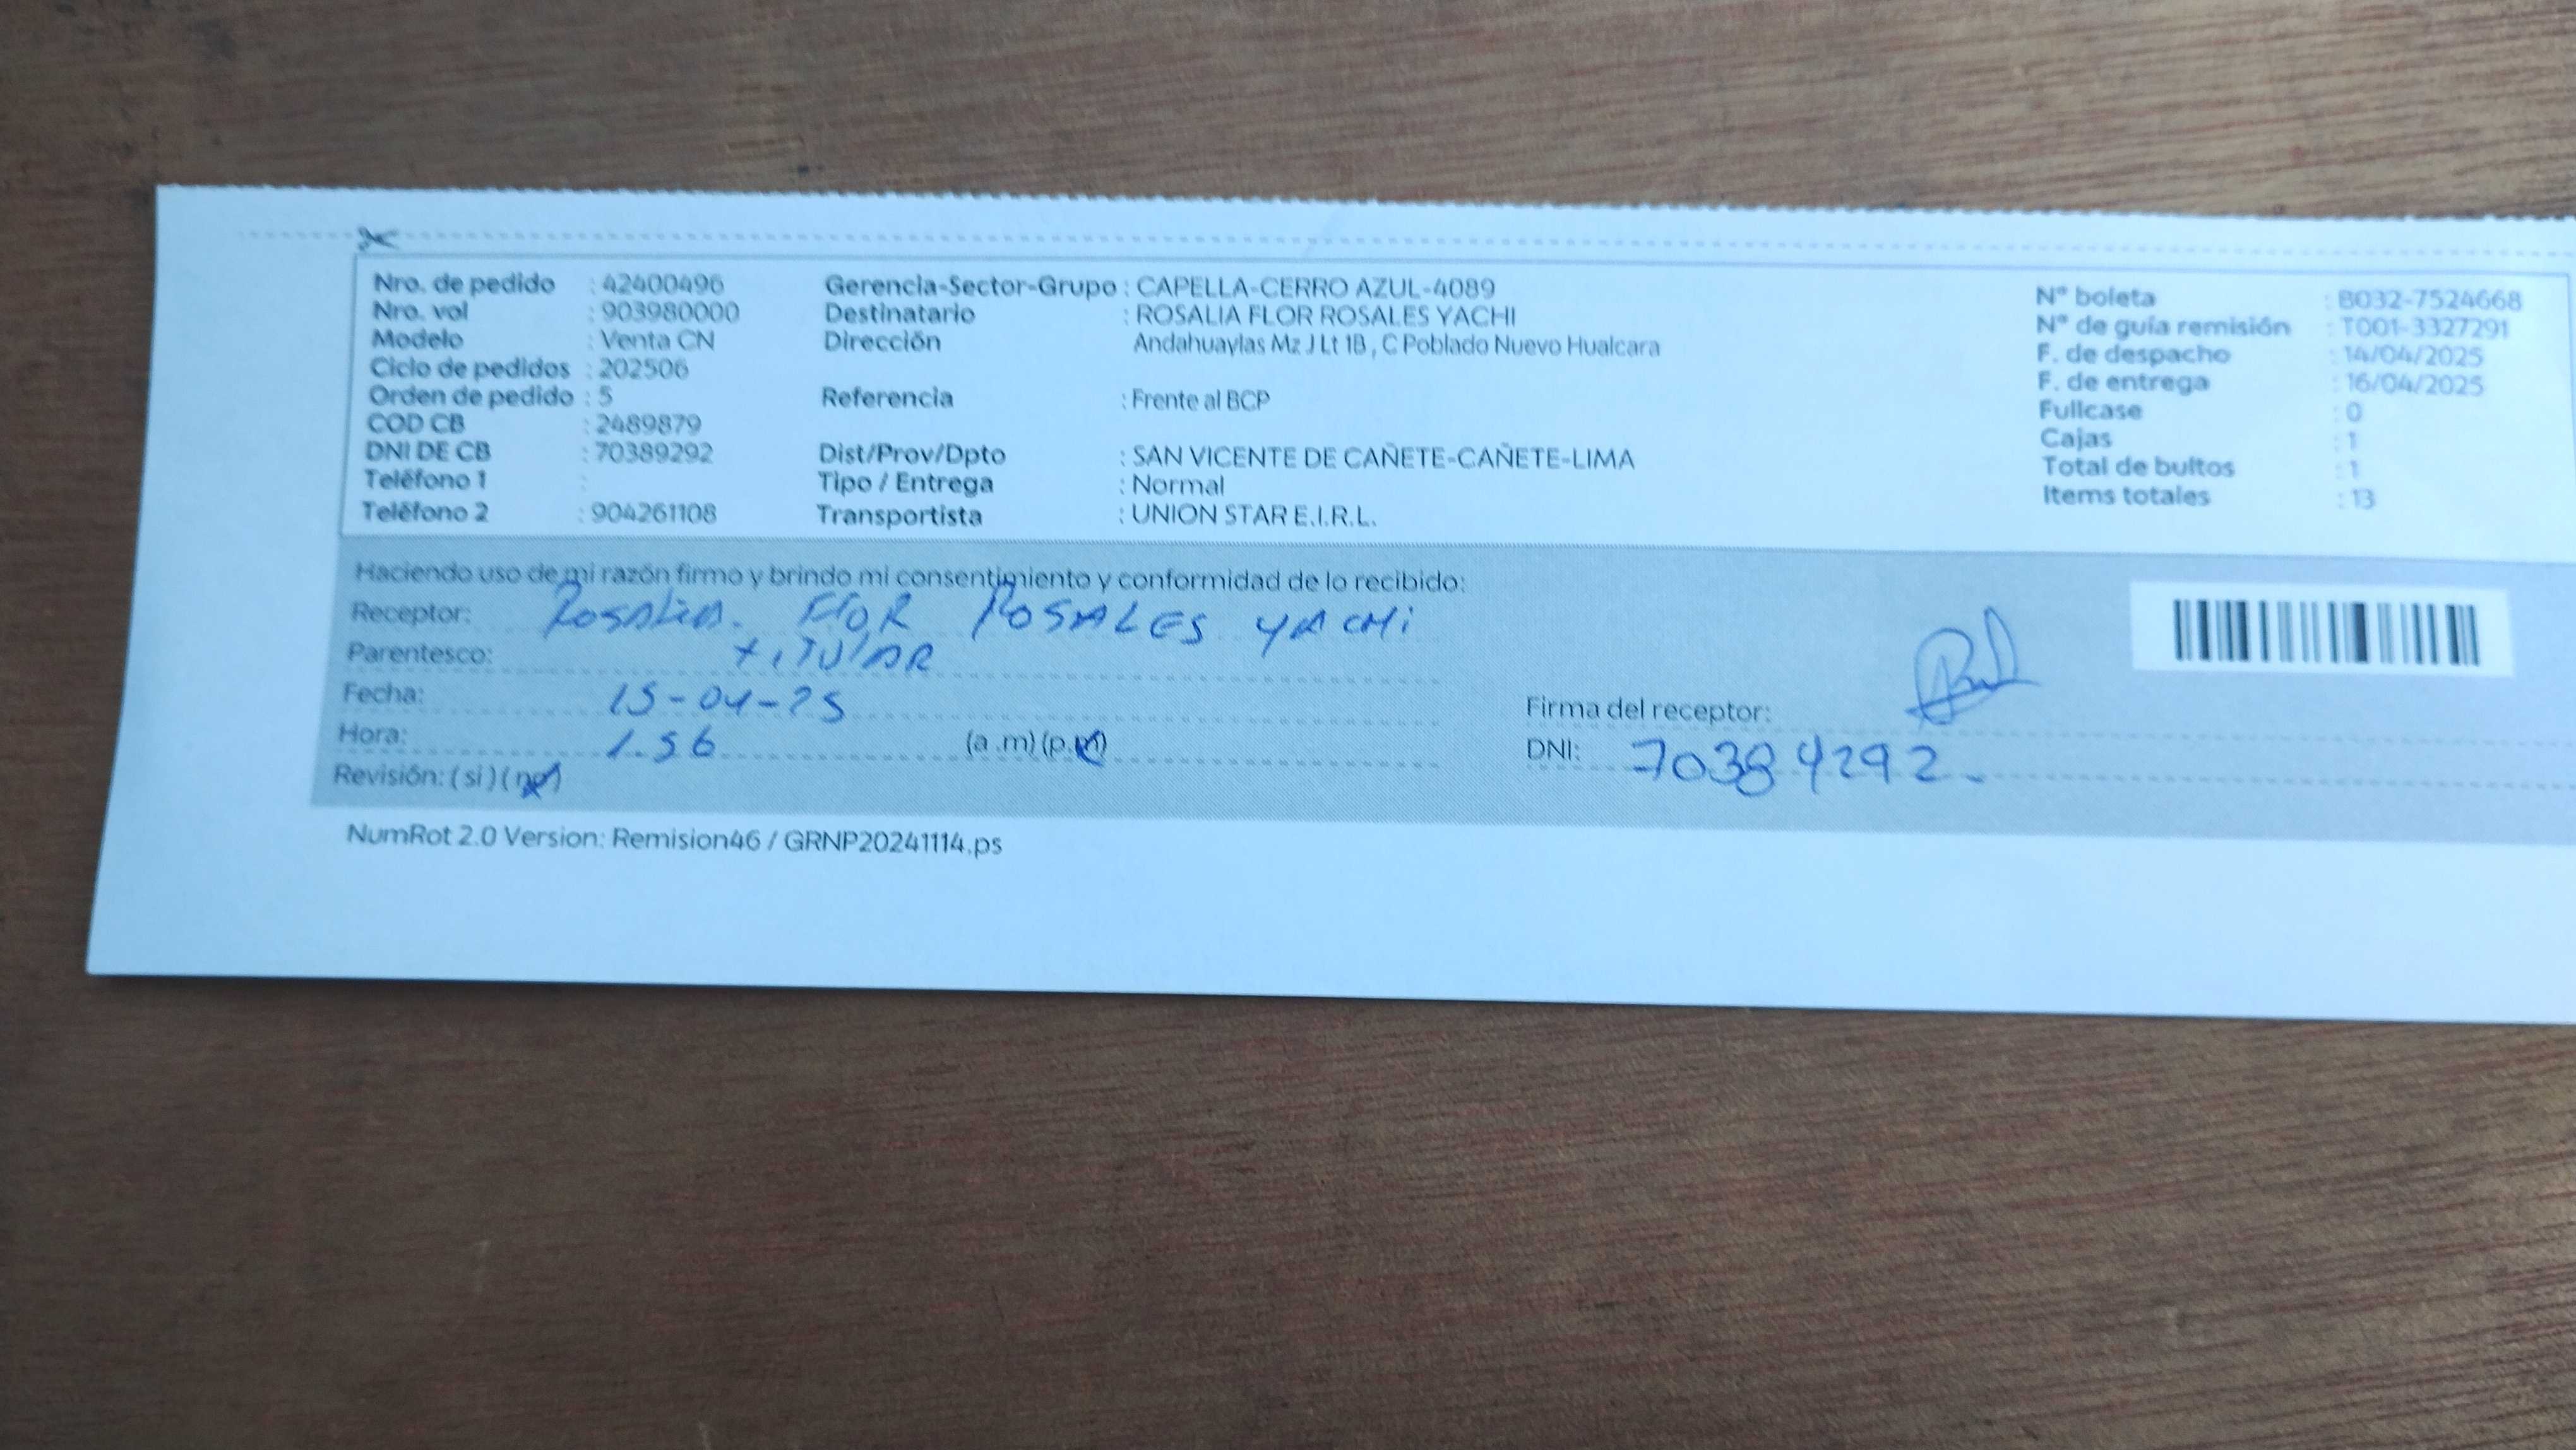 Nro. de pedido : 42400496
Nro. vol : 903980000
Modelo : Venta CN
Ciclo de pedidos : 202506
Orden de pedido : 5
COD CB : 2489879
DNI DE CB : 70389292
Teléfono 1 :
Teléfono 2 : 904261108
Gerencia-Sector-Grupo : CAPELLA-CERRO AZUL-4089
Destinatario : ROSALIA FLOR ROSALES YACHI
Dirección Andahuaylas Mz J Lt 1B , C Poblado Nuevo Hualcara
Referencia : Frente al BCP
Dist/Prov/Dpto : SAN VICENTE DE CAÑETE-CAÑETE-LIMA
Tipo / Entrega : Normal
Transportista : UNION STAR E.I.R.L.
N° boleta : B032-7524668
N° de guía remisión : T001-3327291
F. de despacho : 14/04/2025
F. de entrega : 16/04/2025
Fullcase : 0
Cajas : 1
Total de bultos : 1
Items totales : 13
Haciendo uso de mi razón firmo y brindo mi consentimiento y conformidad de lo recibido:
Receptor: Rosalia. FloR ROSALES YACHi
Parentesco: titulAR
Fecha: 15-04-25
Hora: 1.56 (a .m) (p.m)
Revisión: ( si ) ( no )
Firma del receptor:
DNI: 70384292.
NumRot 2.0 Version: Remision46 / GRNP20241114.ps